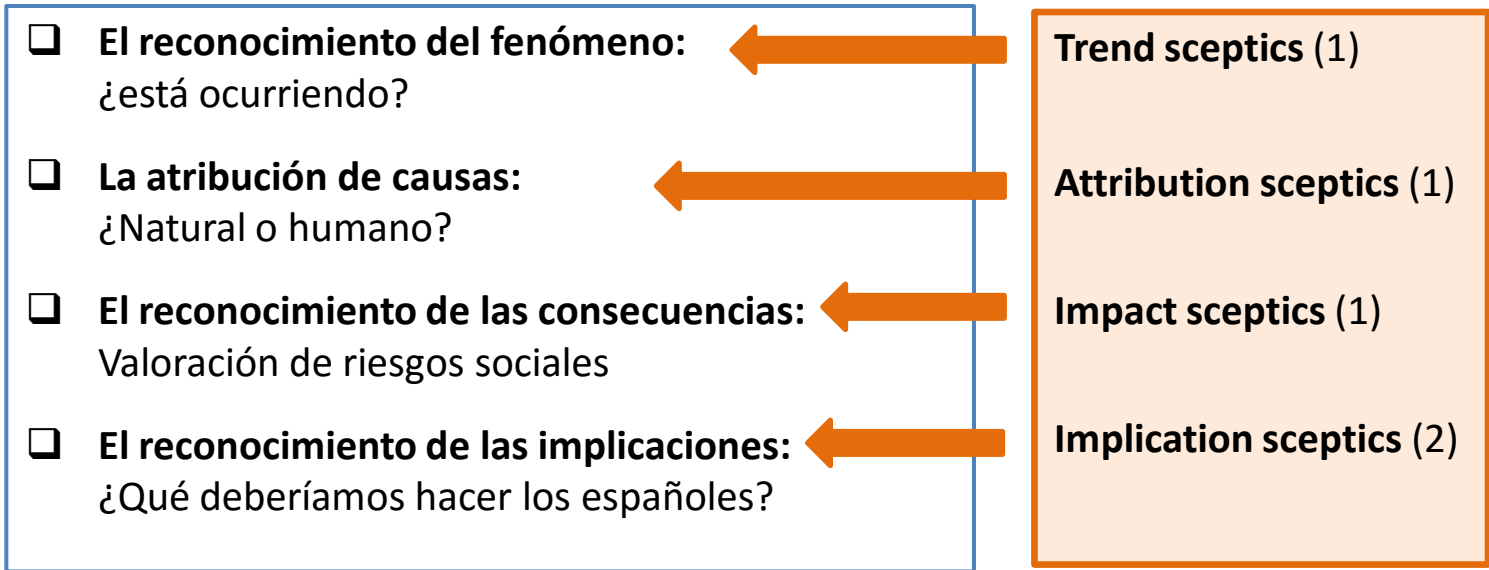 ❑ El reconocimiento del fenómeno:
¿está ocurriendo?
❑ La atribución de causas:
¿Natural o humano?
❑ El reconocimiento de las consecuencias:
Valoración de riesgos sociales
❑ El reconocimiento de las implicaciones:
¿Qué deberíamos hacer los españoles?
Trend sceptics (1)
Attribution sceptics (1)
Impact sceptics (1)
Implication sceptics (2)